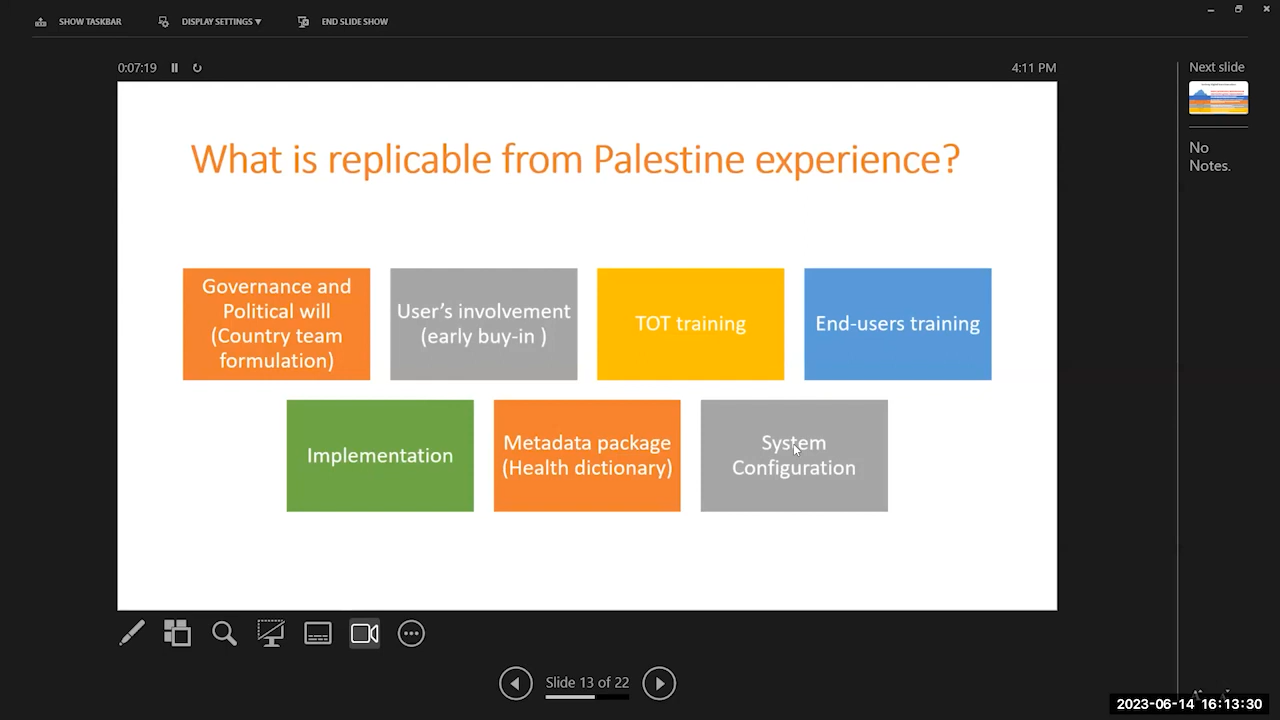 SHOW TASKBAR
DISPLAY SETTINGS ▼
END SLIDE SHOW
0:07:19
4:11 PM
Next slide
No
Notes.
What is replicable from Palestine experience?
Governance and
Political will
(Country team
formulation)
User’s involvement
(early buy-in )
TOT training
End-users training
Implementation
Metadata package
(Health dictionary)
System
Configuration
Slide 13 of 22
2023-06-14 16:13:30